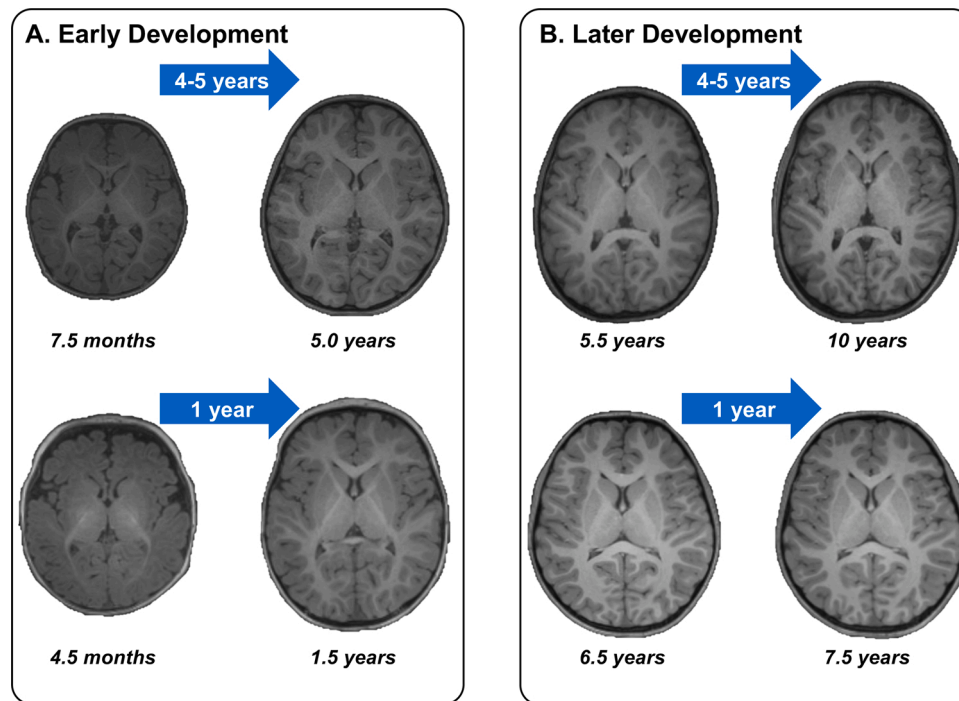 A. Early Development
4-5 years
7.5 months
5.0 years
1 year
4.5 months
1.5 years
B. Later Development
4-5 years
5.5 years
10 years
1 year
6.5 years
7.5 years